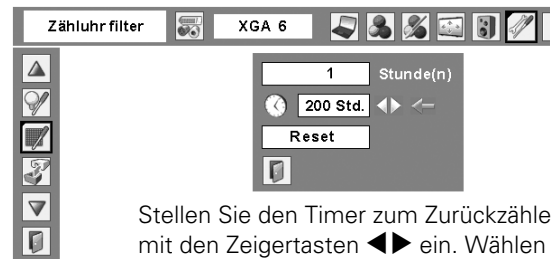 Zähluhr filter
XGA 6
1 Stunde(n)
200 Std.
Reset
Stellen Sie den Timer zum Zurückzähle
mit den Zeigertasten ◀▶ ein. Wählen